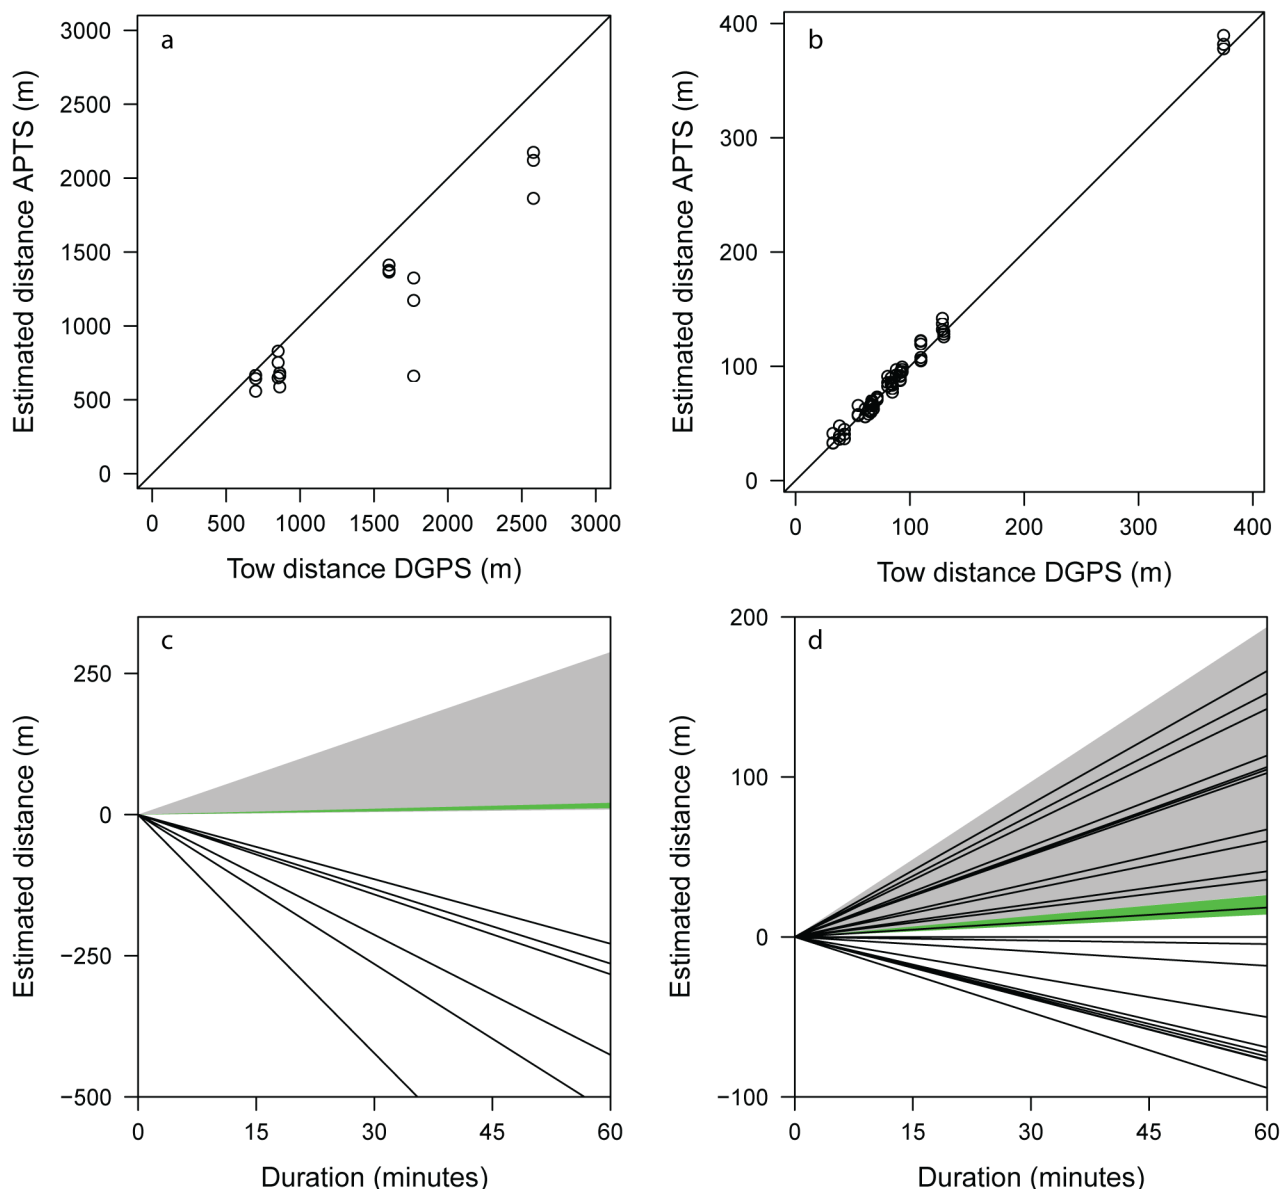 a
3000
2500
2000
1500
1000
500
0
Estimated distance APTS (m)
0 500 1000 1500 2000 2500 3000
Tow distance DGPS (m)
b
400
300
200
100
0
Estimated distance APTS (m)
0 100 200 300 400
Tow distance DGPS (m)
c
250
0
−250
−500
Estimated distance (m)
0 15 30 45 60
Duration (minutes)
d
200
100
0
−100
Estimated distance (m)
0 15 30 45 60
Duration (minutes)